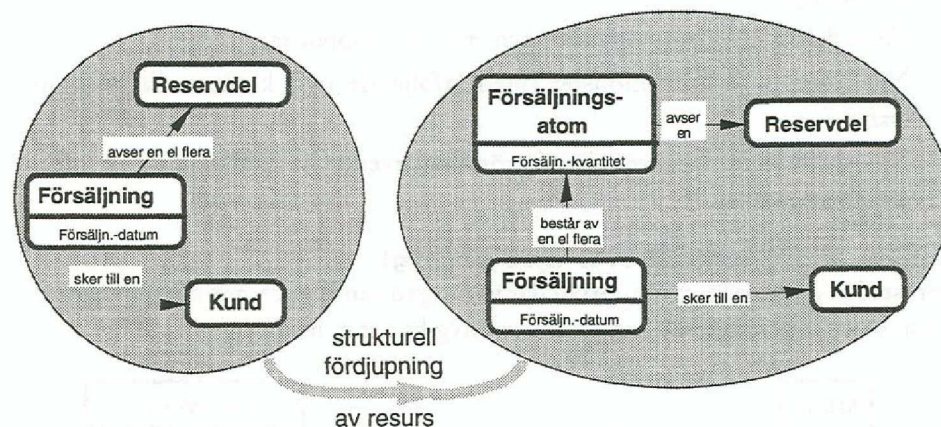 Reservdel
avser en el flera
Försäljning
Försäljn.-datum
sker till en
Kund
Försäljnings-
atom
Försäljn.-kvantitet
avser
en
Reservdel
består av
en el flera
Försäljning
Försäljn.-datum
sker till en
Kund
strukturell
fördjupning
av resurs